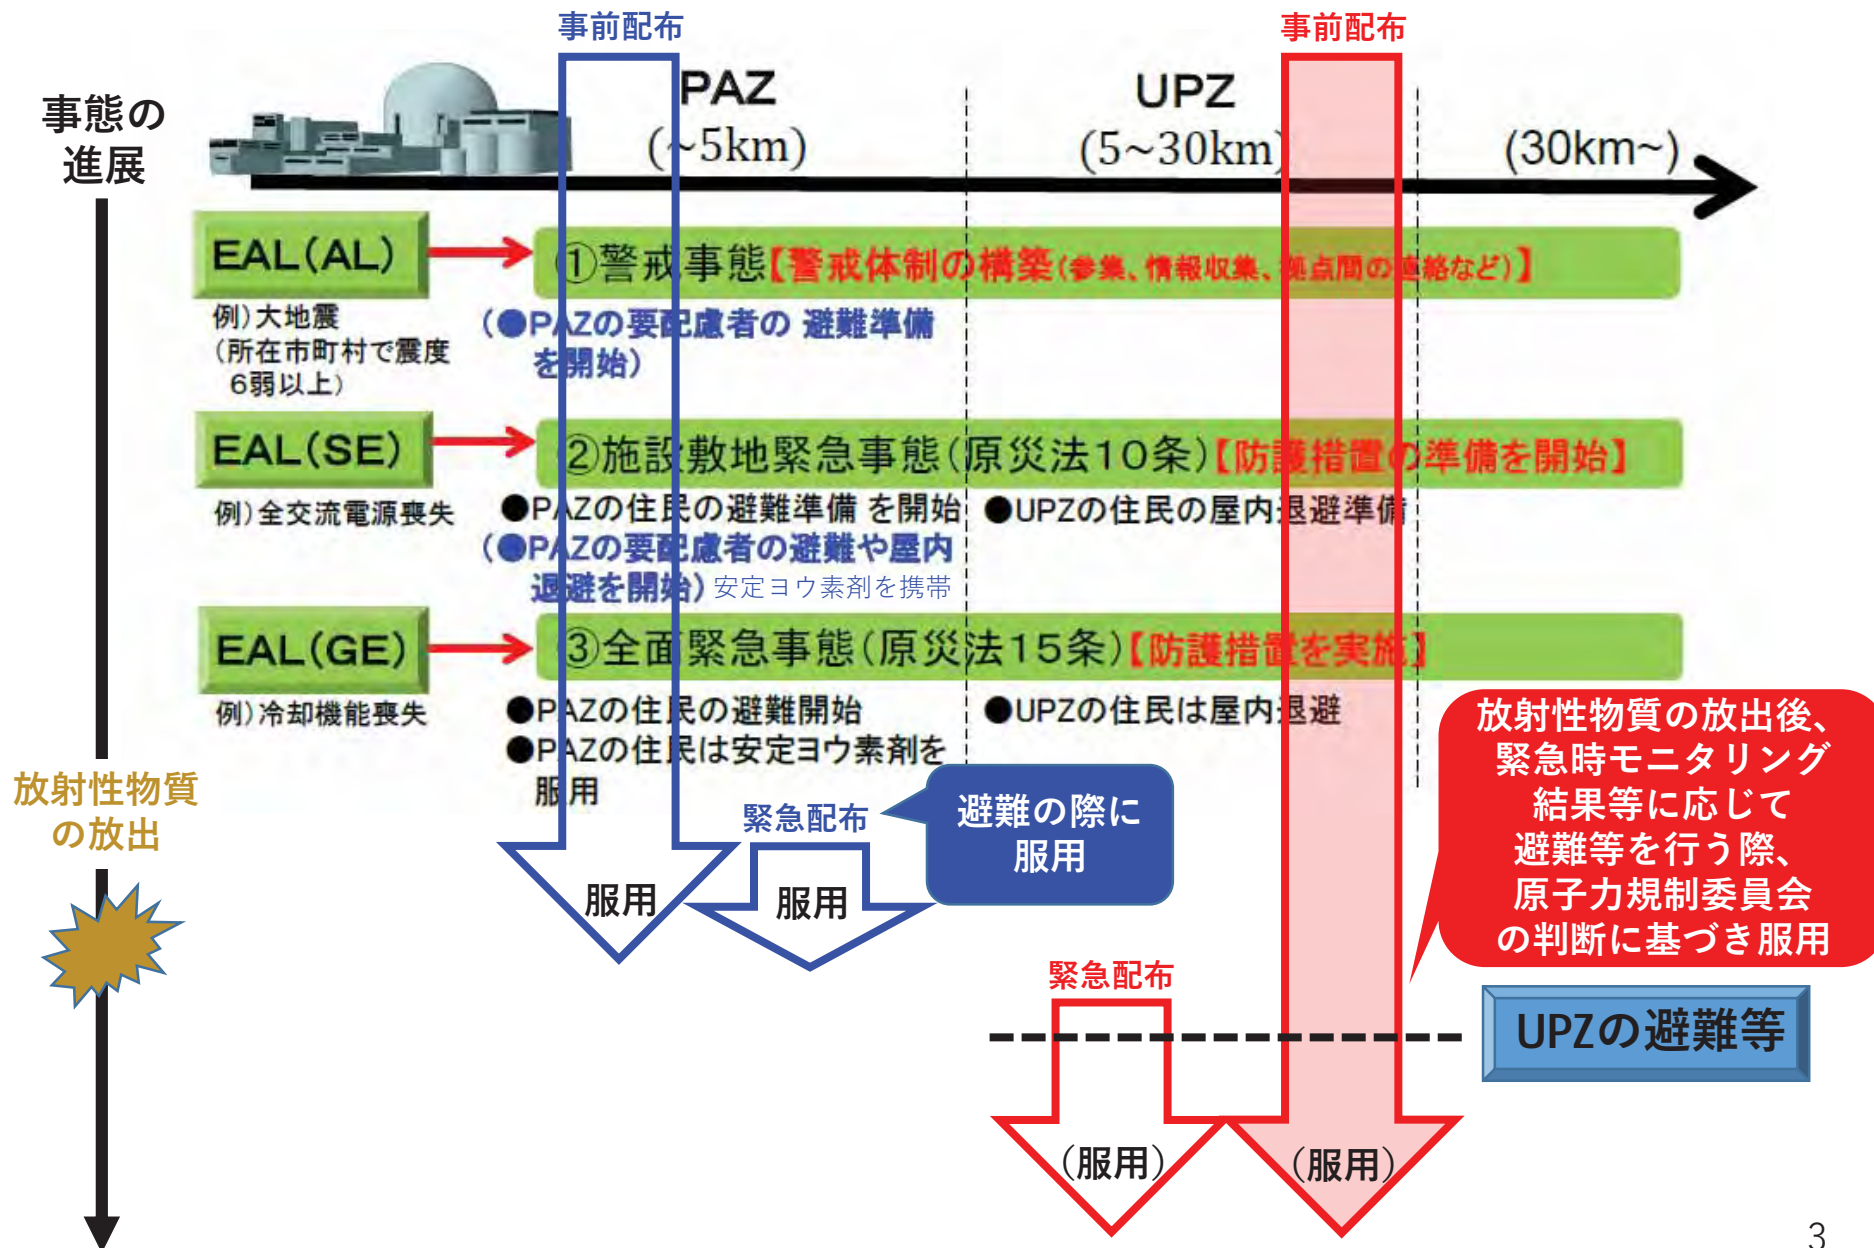 事前配布
事前配布
事態の
進展
PAZ
(~5km)
UPZ
(5~30km)
(30km~)
EAL(AL)
①警戒事態【警戒体制の構築(参集、情報収集、拠点間の連絡など)】
例)大地震
(所在市町村で震度
6弱以上)
(●PAZの要配慮者の 避難準備
を開始)
EAL(SE)
②施設敷地緊急事態(原災法10条)【防護措置の準備を開始】
例)全交流電源喪失
●PAZの住民の避難準備 を開始
●UPZの住民の屋内退避準備
(●PAZの要配慮者の避難や屋内
退避を開始) 安定ヨウ素剤を携帯
EAL(GE)
③全面緊急事態(原災法15条)【防護措置を実施】
例)冷却機能喪失
●PAZの住民の避難開始
●UPZの住民は屋内退避
●PAZの住民は安定ヨウ素剤を
服用
放射性物質
の放出
緊急配布
避難の際に
服用
服用
服用
放射性物質の放出後、
緊急時モニタリング
結果等に応じて
避難等を行う際、
原子力規制委員会
の判断に基づき服用
緊急配布
UPZの避難等
(服用)
(服用)
3